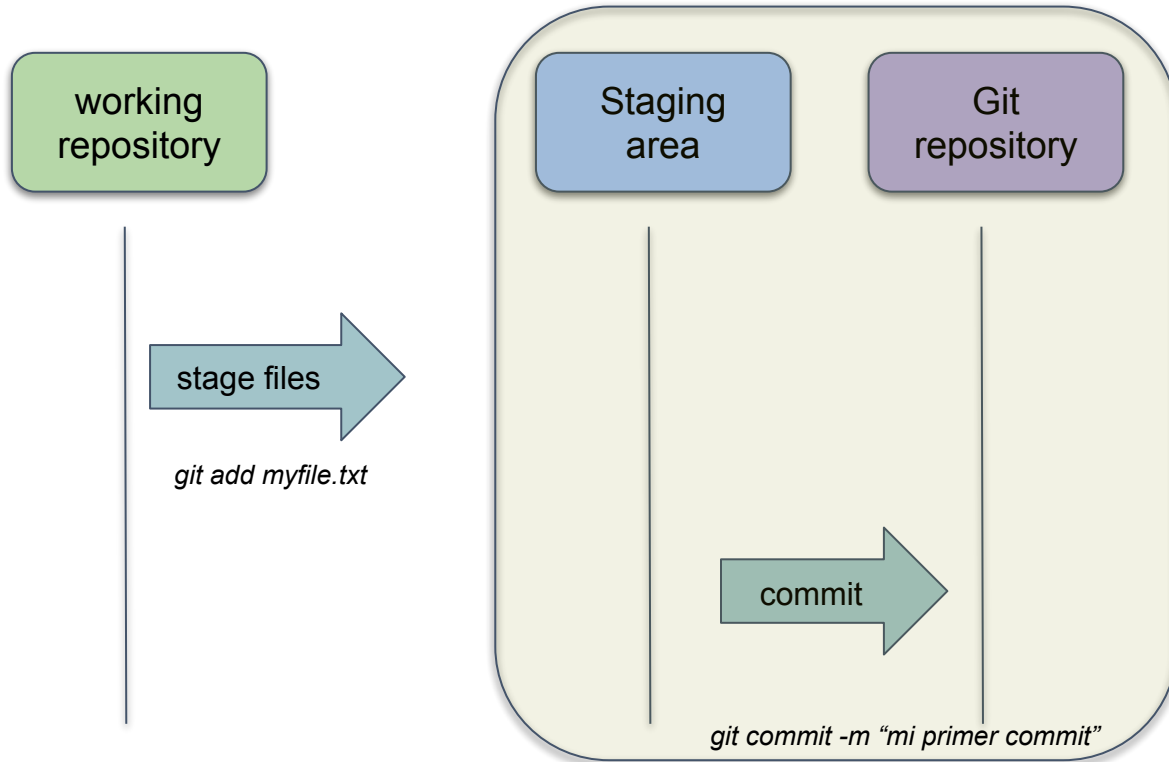 working
repository
Staging
area
Git
repository
stage files
git add myfile.txt
commit
git commit -m “mi primer commit”